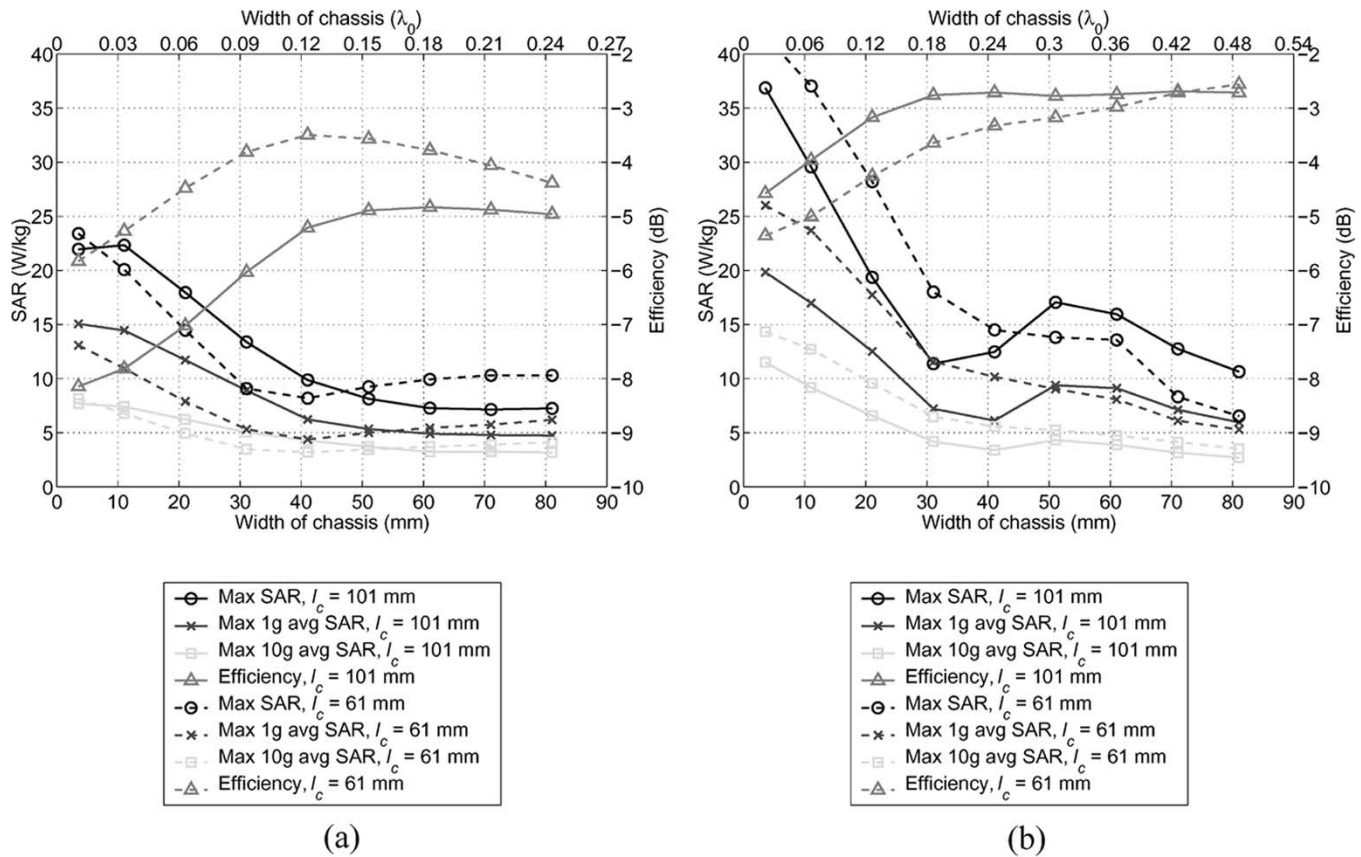 Width of chassis (λ0)
0 0.03 0.06 0.09 0.12 0.15 0.18 0.21 0.24 0.27
40 35 30 25 20 15 10 5 0
SAR (W/kg)
−2 −3 −4 −5 −6 −7 −8 −9 −10
Efficiency (dB)
0 10 20 30 40 50 60 70 80 90
Width of chassis (mm)
Max SAR, lc = 101 mm
Max 1g avg SAR, lc = 101 mm
Max 10g avg SAR, lc = 101 mm
Efficiency, lc = 101 mm
Max SAR, lc = 61 mm
Max 1g avg SAR, lc = 61 mm
Max 10g avg SAR, lc = 61 mm
Efficiency, lc = 61 mm
(a)
Width of chassis (λ0)
0 0.06 0.12 0.18 0.24 0.3 0.36 0.42 0.48 0.54
40 35 30 25 20 15 10 5 0
SAR (W/kg)
−2 −3 −4 −5 −6 −7 −8 −9 −10
Efficiency (dB)
0 10 20 30 40 50 60 70 80 90
Width of chassis (mm)
Max SAR, lc = 101 mm
Max 1g avg SAR, lc = 101 mm
Max 10g avg SAR, lc = 101 mm
Efficiency, lc = 101 mm
Max SAR, lc = 61 mm
Max 1g avg SAR, lc = 61 mm
Max 10g avg SAR, lc = 61 mm
Efficiency, lc = 61 mm
(b)